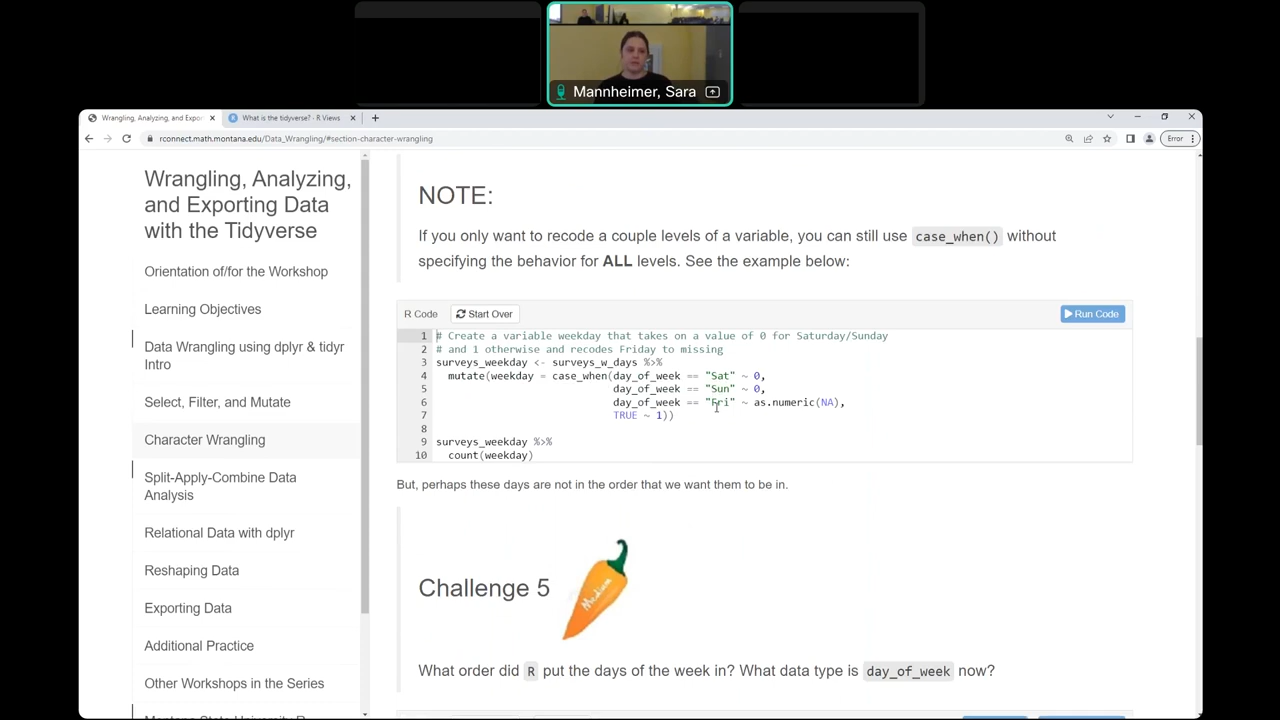 Mannheimer, Sara
Wrangling, Analyzing, and Expor
What is the tidyverse? · R Views
rconnect.math.montana.edu/Data_Wrangling/#section-character-wrangling
Error
Wrangling, Analyzing,
and Exporting Data
with the Tidyverse
Orientation of/for the Workshop
Learning Objectives
Data Wrangling using dplyr & tidyr
Intro
Select, Filter, and Mutate
Character Wrangling
Split-Apply-Combine Data
Analysis
Relational Data with dplyr
Reshaping Data
Exporting Data
Additional Practice
Other Workshops in the Series
Montana State University R
NOTE:
If you only want to recode a couple levels of a variable, you can still use case_when() without
specifying the behavior for ALL levels. See the example below:
R Code Start Over Run Code
1 # Create a variable weekday that takes on a value of 0 for Saturday/Sunday
2 # and 1 otherwise and recodes Friday to missing
3 surveys_weekday <- surveys_w_days %>%
4 mutate(weekday = case_when(day_of_week == "Sat" ~ 0,
5 day_of_week == "Sun" ~ 0,
6 day_of_week == "Fri" ~ as.numeric(NA),
7 TRUE ~ 1))
8
9 surveys_weekday %>%
10 count(weekday)
But, perhaps these days are not in the order that we want them to be in.
Challenge 5
Medium
What order did R put the days of the week in? What data type is day_of_week now?